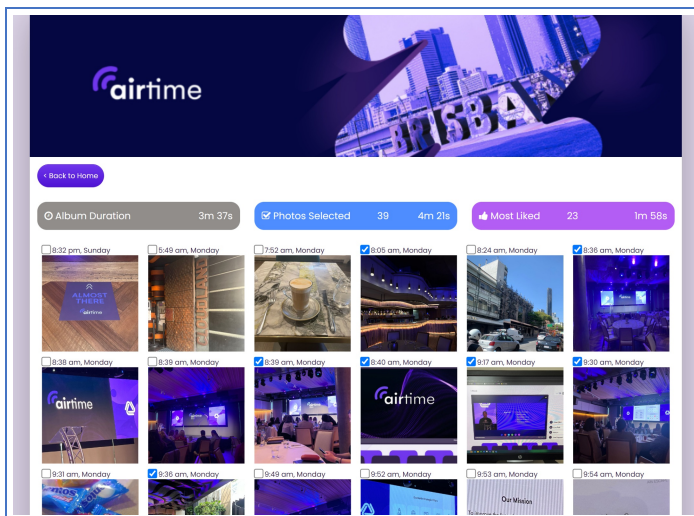 airtime
BRISBA
< Back to Home
Album Duration 3m 37s
Photos Selected 39 4m 21s
Most Liked 23 1m 58s
8:32 pm, Sunday
5:49 am, Monday
7:52 am, Monday
8:05 am, Monday
8:24 am, Monday
8:36 am, Monday
ALMOST
THERE
airtime
8:38 am, Monday
8:39 am, Monday
8:39 am, Monday
8:40 am, Monday
9:17 am, Monday
9:30 am, Monday
airtime
airtime
airtime
9:31 am, Monday
9:36 am, Monday
9:49 am, Monday
9:52 am, Monday
9:53 am, Monday
9:54 am, Monday
Our Mission